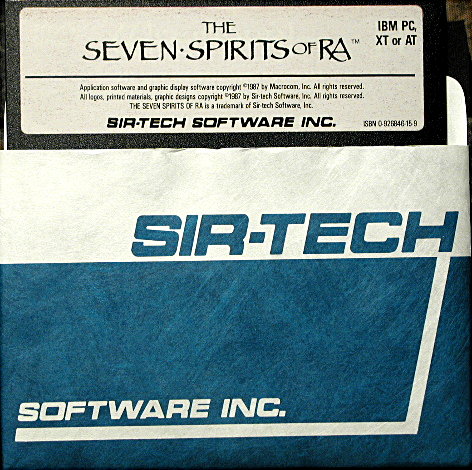 THE
SEVEN·SPIRITS OF RA™
IBM PC,
XT or AT
Application software and graphic display software copyright ©1987 by Macrocom, Inc. All rights reserved.
All logos, printed materials, graphic designs copyright ©1987 by Sir-tech Software, Inc. All rights reserved.
THE SEVEN SPIRITS OF RA is a trademark of Sir-tech Software, Inc.
SIR-TECH SOFTWARE INC.
ISBN 0-926846-15-9
SIR-TECH
SOFTWARE INC.